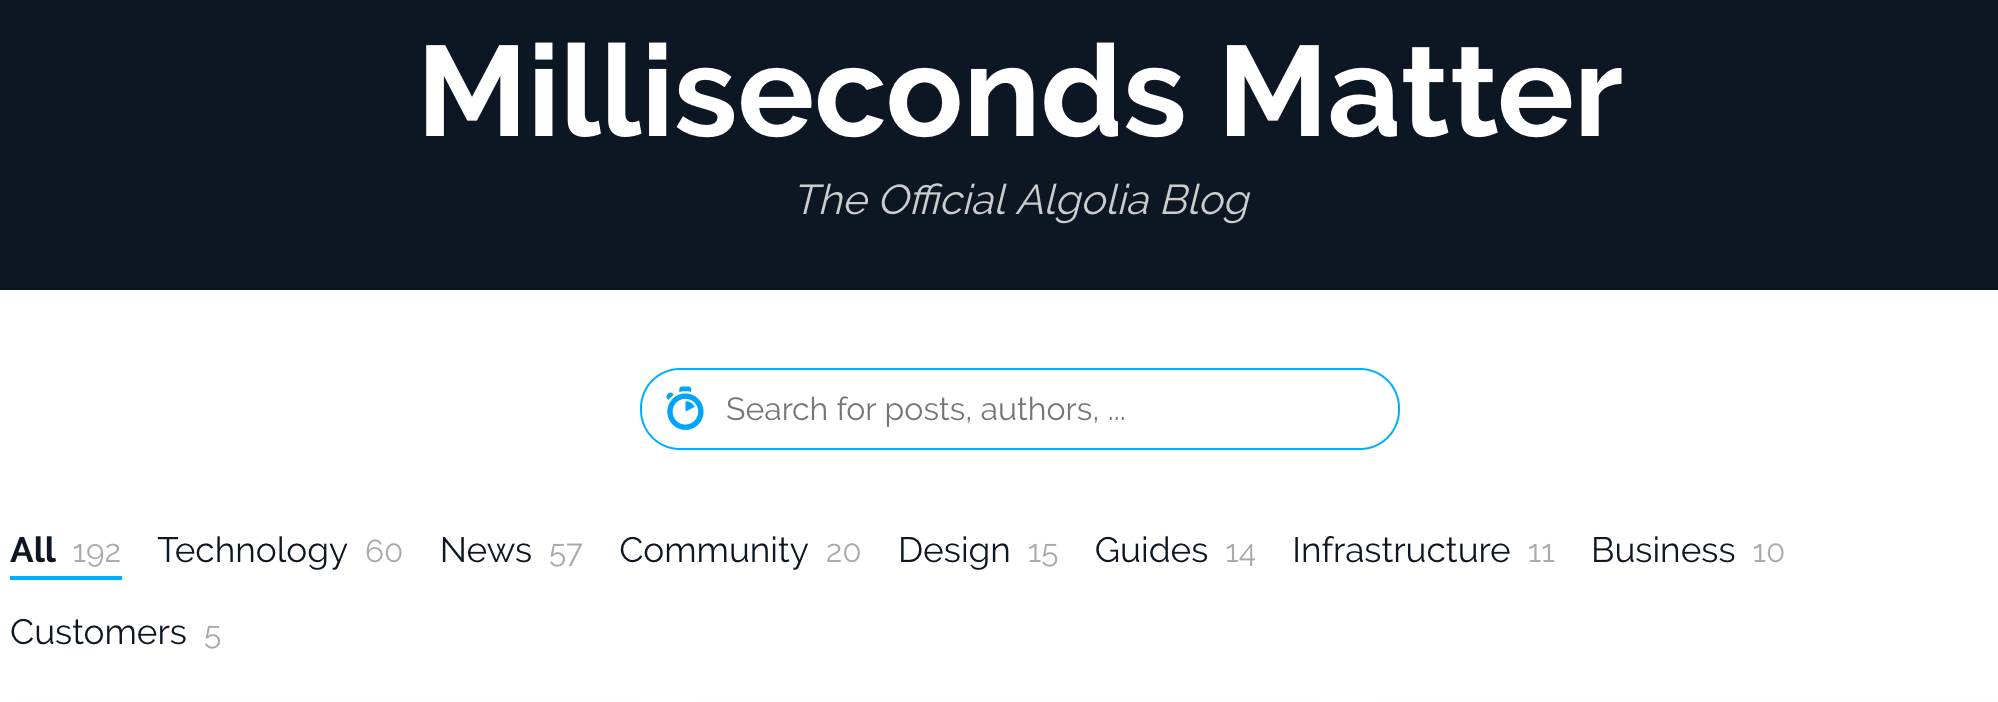 Milliseconds Matter
The Official Algolia Blog
Search for posts, authors, ...
All 192 Technology 60 News 57 Community 20 Design 15 Guides 14 Infrastructure 11 Business 10
Customers 5